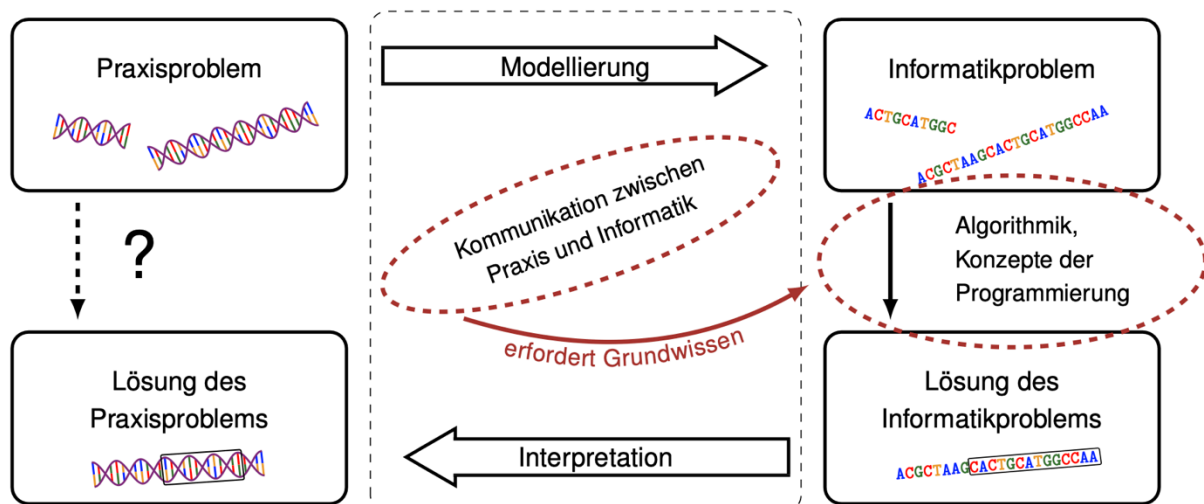 Praxisproblem
Modellierung
Informatikproblem
ACTGCATGGC
ACGCTAAGCACTGCATGGCCAA
?
Kommunikation zwischen
Praxis und Informatik
Algorithmik,
Konzepte der
Programmierung
erfordert Grundwissen
Lösung des
Praxisproblems
Interpretation
Lösung des
Informatikproblems
ACGCTAAGCACTGCATGGCCAA